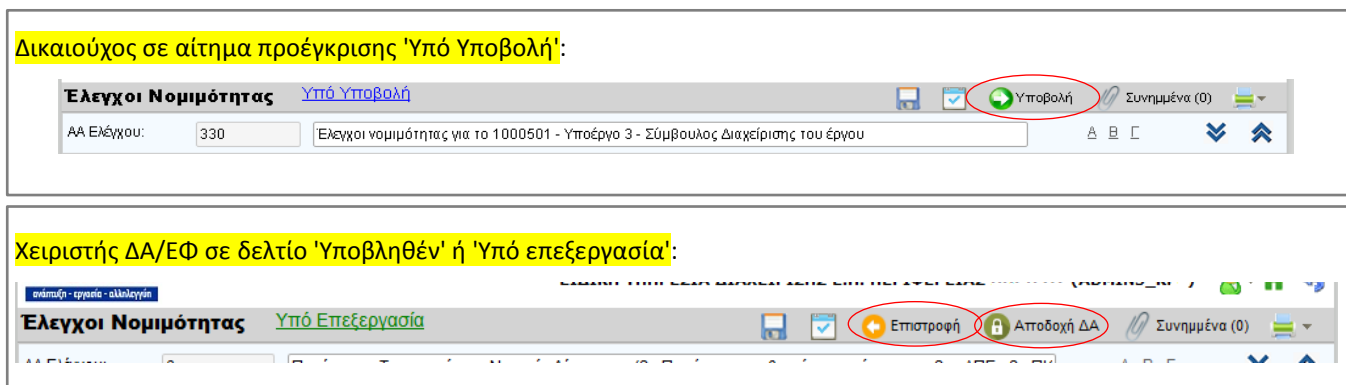 Δικαιούχος σε αίτημα προέγκρισης 'Υπό Υποβολή':
Έλεγχοι Νομιμότητας Υπό Υποβολή Υποβολή Συνημμένα (0)
ΑΑ Ελέγχου: 330 Έλεγχοι νομιμότητας για το 1000501 - Υποέργο 3 - Σύμβουλος Διαχείρισης του έργου Α Β Γ
Χειριστής ΔΑ/ΕΦ σε δελτίο 'Υποβληθέν' ή 'Υπό επεξεργασία':
ανάπτυξη - εργασία - αλληλεγγύη
Έλεγχοι Νομιμότητας Υπό Επεξεργασία Επιστροφή Αποδοχή ΔΑ Συνημμένα (0)